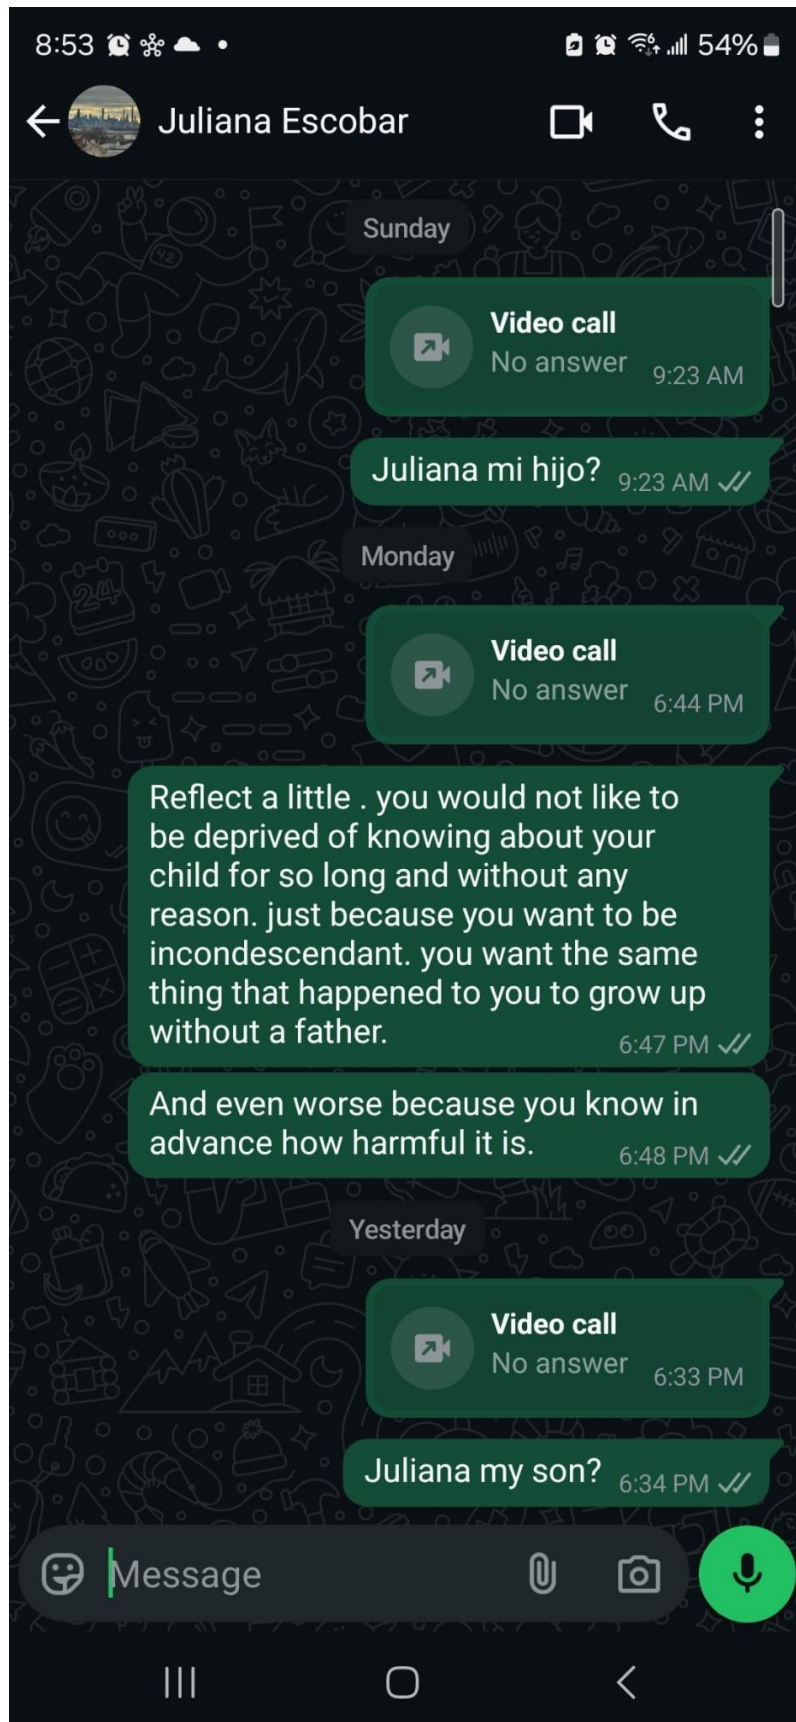 8:53
54%
Juliana Escobar
Sunday
Video call
No answer 9:23 AM
Juliana mi hijo? 9:23 AM
Monday
Video call
No answer 6:44 PM
Reflect a little . you would not like to
be deprived of knowing about your
child for so long and without any
reason. just because you want to be
incondescendant. you want the same
thing that happened to you to grow up
without a father. 6:47 PM
And even worse because you know in
advance how harmful it is. 6:48 PM
Yesterday
Video call
No answer 6:33 PM
Juliana my son? 6:34 PM
Message